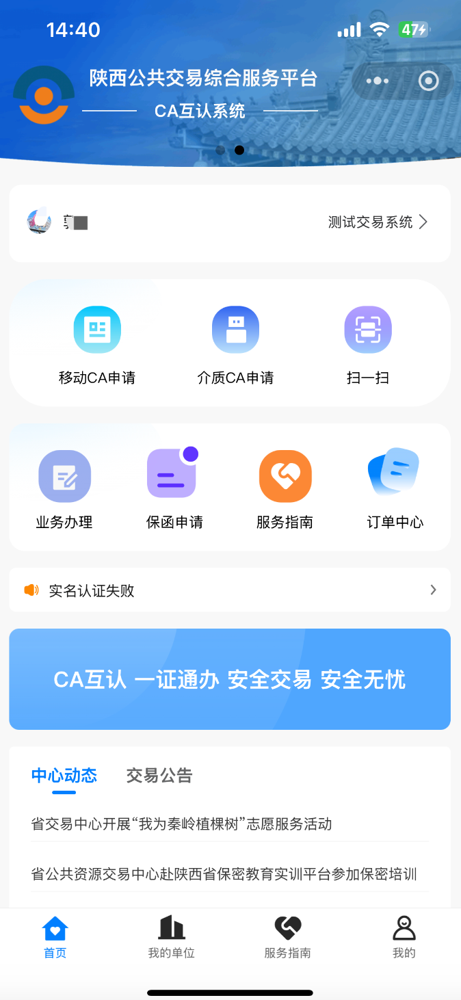 14:40
47
陕西公共交易综合服务平台
CA互认系统
测试交易系统
移动CA申请
介质CA申请
扫一扫
业务办理
保函申请
服务指南
订单中心
实名认证失败
CA互认 一证通办 安全交易 安全无忧
中心动态
交易公告
省交易中心开展“我为秦岭植棵树”志愿服务活动
省公共资源交易中心赴陕西省保密教育实训平台参加保密培训
首页
我的单位
服务指南
我的